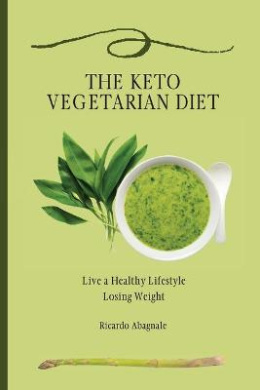 THE KETO
VEGETARIAN DIET
Live a Healthy Lifestyle
Losing Weight
Ricardo Abagnale